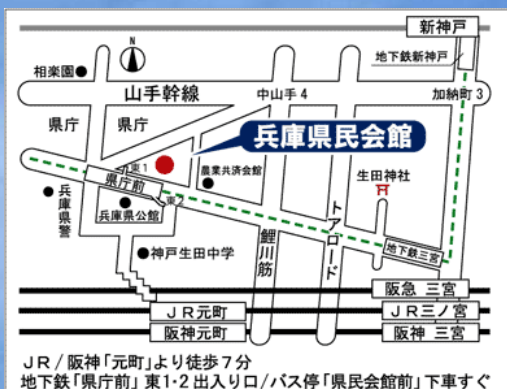 新神戸
地下鉄新神戸
N
相楽園
山手幹線
中山手4
加納町3
県庁
県庁
兵庫県民会館
東1
農業共済会館
生田神社
県庁前
東2
兵庫県警
兵庫県公館
神戸生田中学
鯉川筋
トアロード
地下鉄三宮
阪急 三宮
JR元町
JR三ノ宮
阪神元町
阪神 三宮
JR/阪神「元町」より徒歩7分
地下鉄「県庁前」東1・2出入り口/バス停「県民会館前」下車すぐ